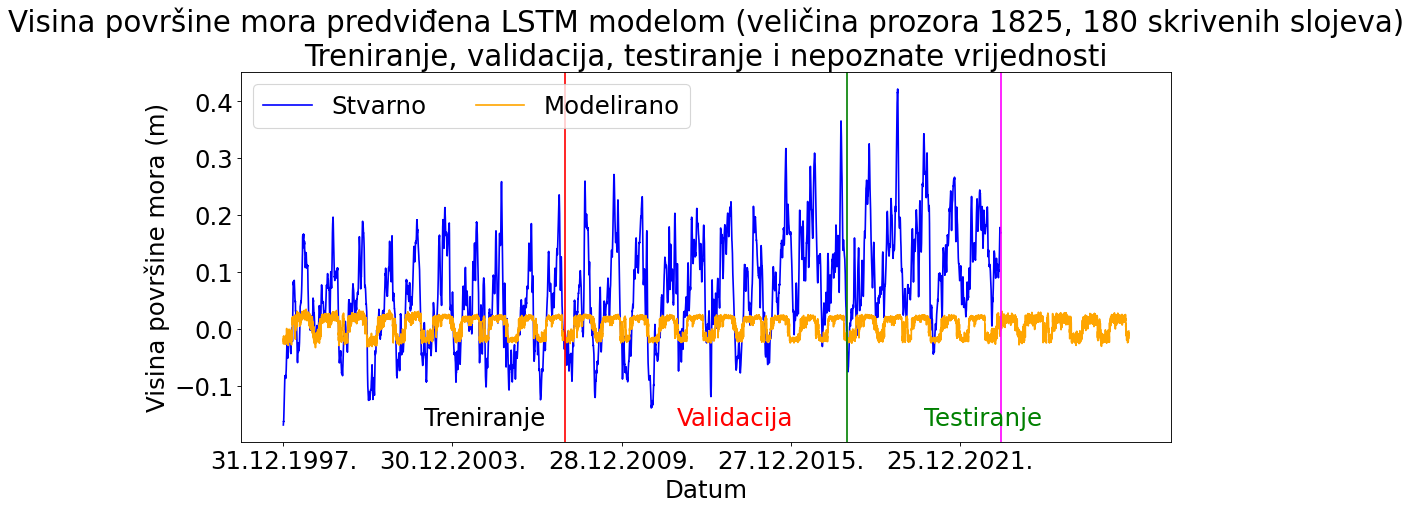 Visina površine mora predviđena LSTM modelom (veličina prozora 1825, 180 skrivenih slojeva)
Treniranje, validacija, testiranje i nepoznate vrijednosti
Stvarno
Modelirano
Visina površine mora (m)
0.4
0.3
0.2
0.1
0.0
−0.1
Treniranje
Validacija
Testiranje
31.12.1997.
30.12.2003.
28.12.2009.
27.12.2015.
25.12.2021.
Datum